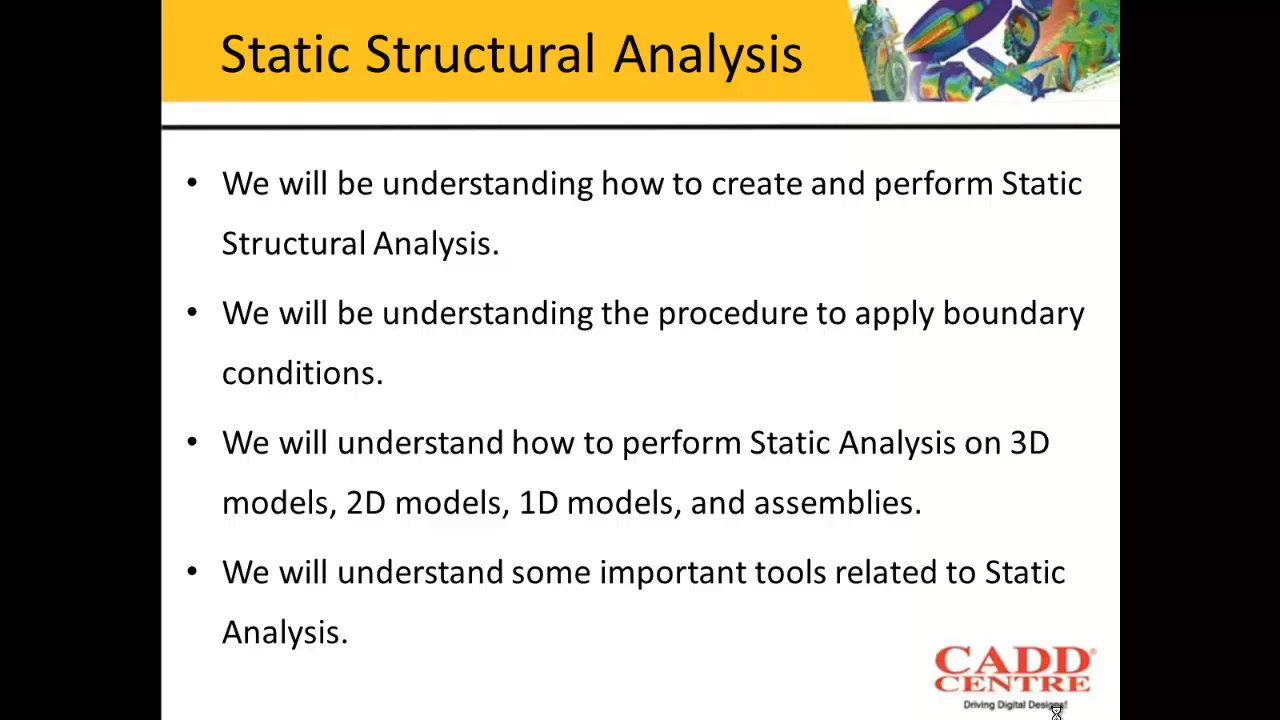 Static Structural Analysis
• We will be understanding how to create and perform Static
Structural Analysis.
• We will be understanding the procedure to apply boundary
conditions.
• We will understand how to perform Static Analysis on 3D
models, 2D models, 1D models, and assemblies.
• We will understand some important tools related to Static
Analysis.
CADD®
CENTRE
Driving Digital Designs!